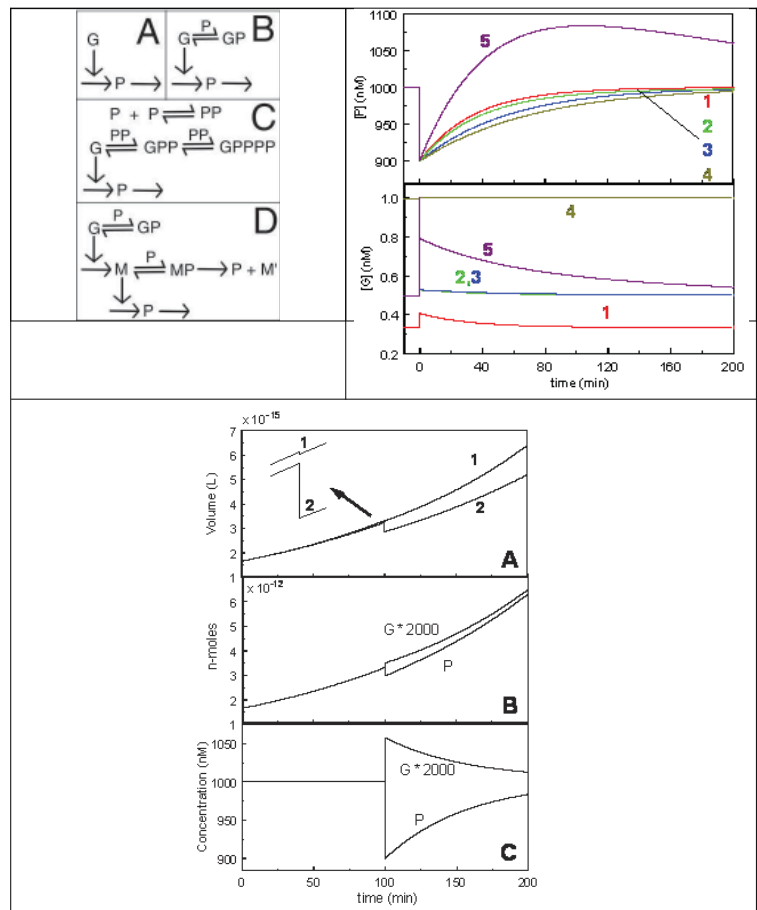 G
A
P
G ⇌ GP
P
B
P
P + P ⇌ PP
C
PP PP
G ⇌ GPP ⇌ GPPPP
P
D
P
G ⇌ GP
P
M ⇌ MP → P + M'
P
[P] (nM)
1100
1050
1000
950
900
5
1
2
3
4
[G] (nM)
1.0
0.8
0.6
0.4
0.2
4
5
2,3
1
0 40 80 120 160 200
time (min)
x 10⁻¹⁵
Volume (L)
7
6
5
4
3
2
1
1
2
1
2
A
x 10⁻¹²
n-moles
6
5
4
3
2
1
G * 2000
P
B
Concentration (nM)
1050
1000
950
900
G * 2000
P
C
0 50 100 150 200
time (min)